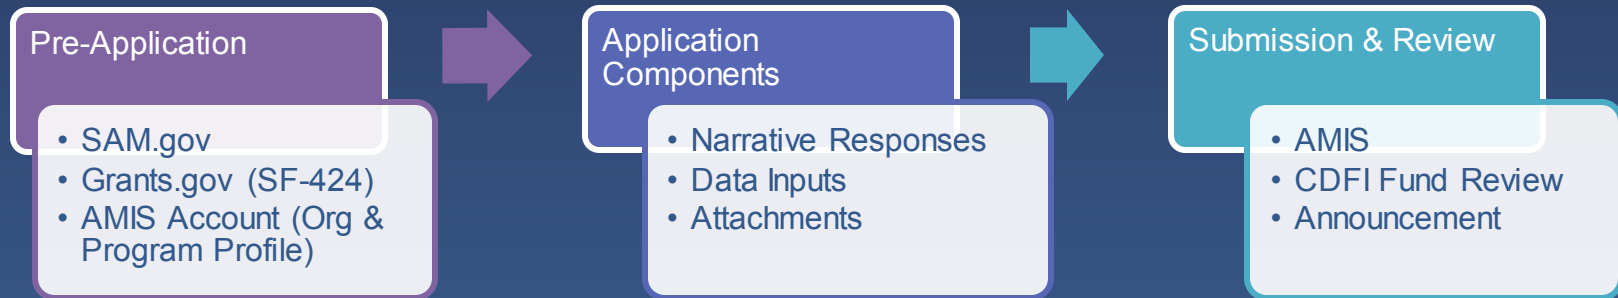 Pre-Application
• SAM.gov
• Grants.gov (SF-424)
• AMIS Account (Org &
Program Profile)
Application
Components
• Narrative Responses
• Data Inputs
• Attachments
Submission & Review
• AMIS
• CDFI Fund Review
• Announcement